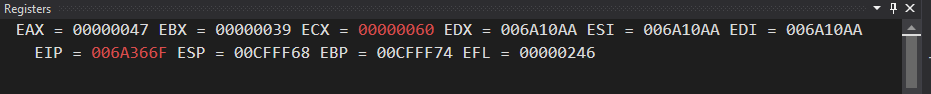 Registers
EAX = 00000047 EBX = 00000039 ECX = 00000060 EDX = 006A10AA ESI = 006A10AA EDI = 006A10AA
EIP = 006A366F ESP = 00CFFF68 EBP = 00CFFF74 EFL = 00000246